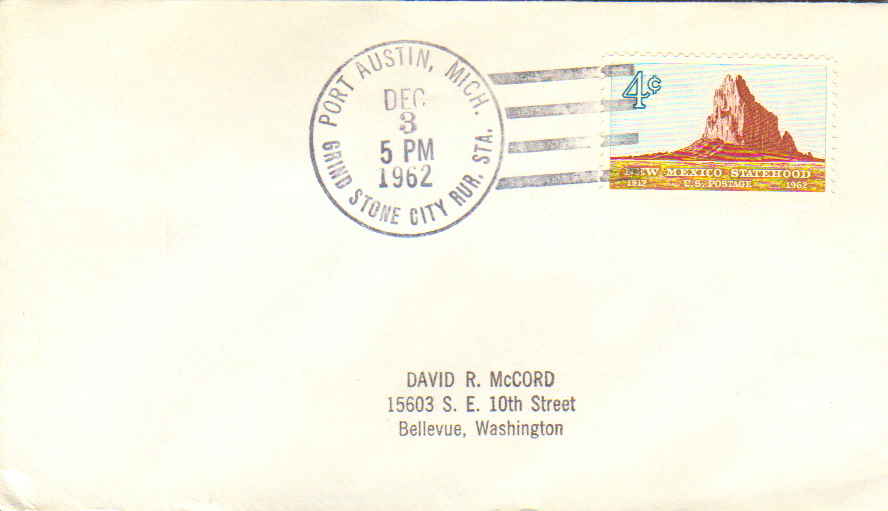 PORT AUSTIN, MICH.
DEC
3
5 PM
1962
GRIND STONE CITY RUR. STA.
4¢
NEW MEXICO STATEHOOD
1912 U.S. POSTAGE 1962
DAVID R. McCORD
15603 S. E. 10th Street
Bellevue, Washington